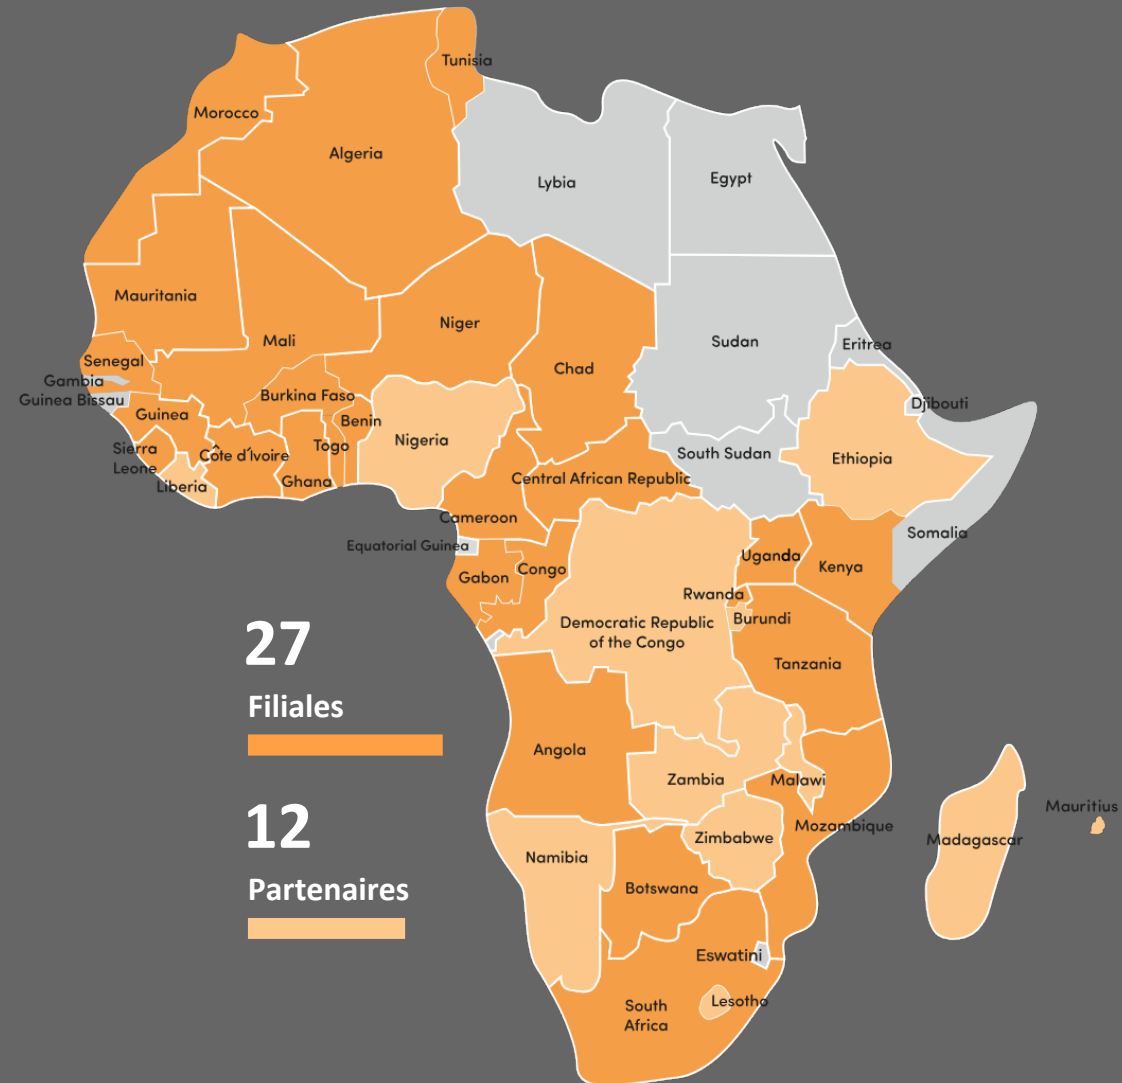 Tunisia
Morocco
Algeria
Lybia
Egypt
Mauritania
Mali
Niger
Chad
Sudan
Eritrea
Senegal
Gambia
Guinea Bissau
Burkina Faso
Djibouti
Guinea
Benin
Nigeria
Sierra
Leone
Côte d'Ivoire
Togo
South Sudan
Ethiopia
Liberia
Ghana
Central African Republic
Cameroon
Somalia
Equatorial Guinea
Gabon
Congo
Uganda
Kenya
Rwanda
Burundi
Democratic Republic
of the Congo
Tanzania
27
Filiales
Angola
Zambia
Malawi
12
Partenaires
Mozambique
Mauritius
Madagascar
Zimbabwe
Namibia
Botswana
Eswatini
Lesotho
South
Africa